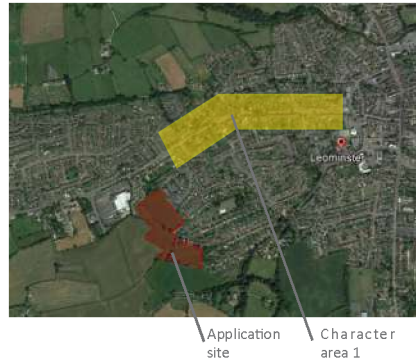 Leominster
Application
site
Character
area 1